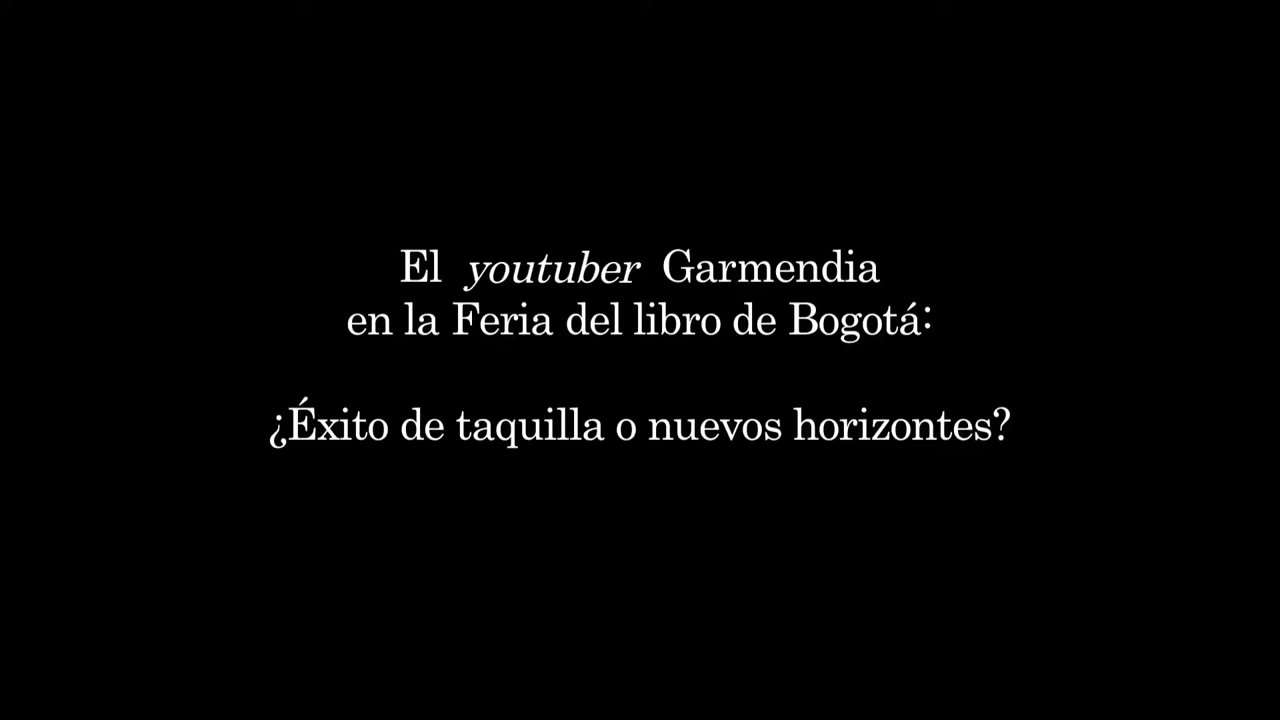 El youtuber Garmendia
en la Feria del libro de Bogotá:
¿Éxito de taquilla o nuevos horizontes?